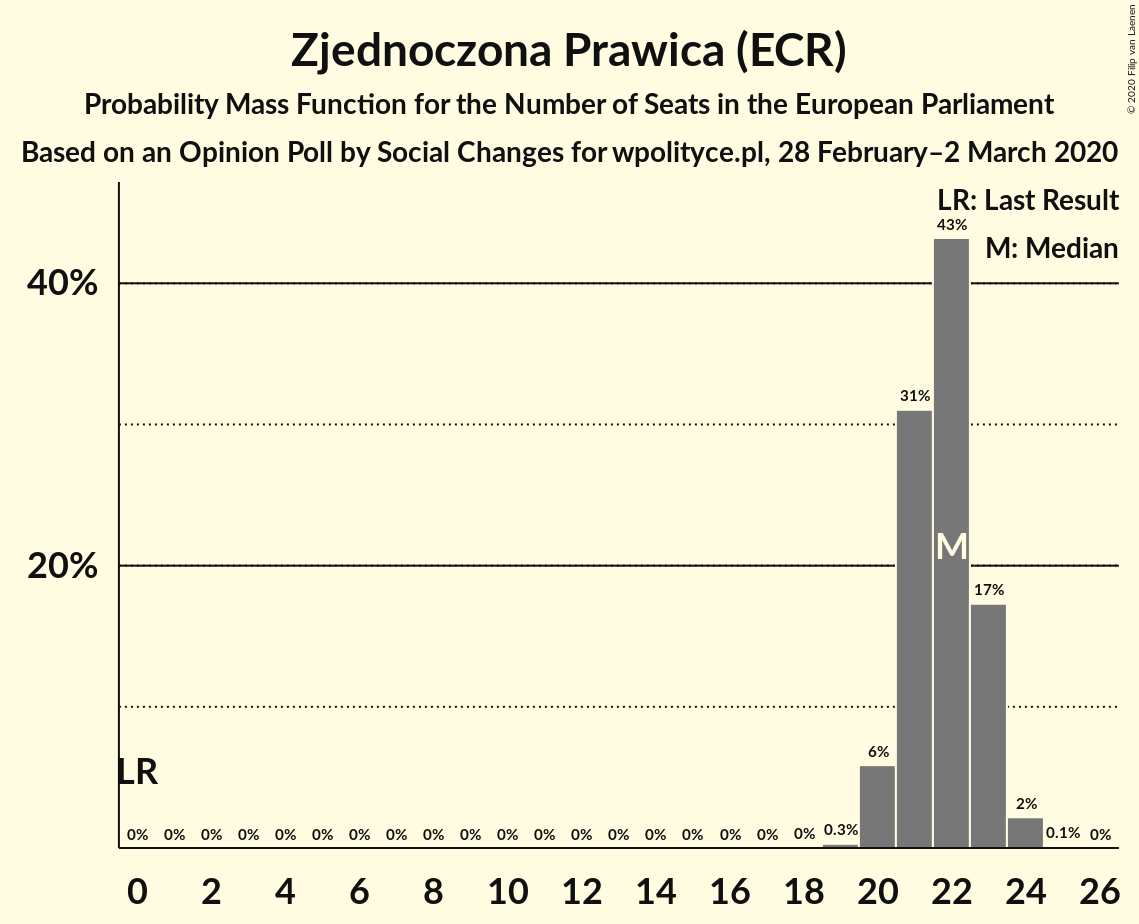 Zjednoczona Prawica (ECR)
Probability Mass Function for the Number of Seats in the European Parliament
Based on an Opinion Poll by Social Changes for wpolityce.pl, 28 February–2 March 2020
© 2020 Filip van Laenen
LR: Last Result
M: Median
43%
40%
31%
M
20%
17%
6%
LR
2%
0% 0% 0% 0% 0% 0% 0% 0% 0% 0% 0% 0% 0% 0% 0% 0% 0% 0% 0% 0.3% 0.1% 0%
0 2 4 6 8 10 12 14 16 18 20 22 24 26